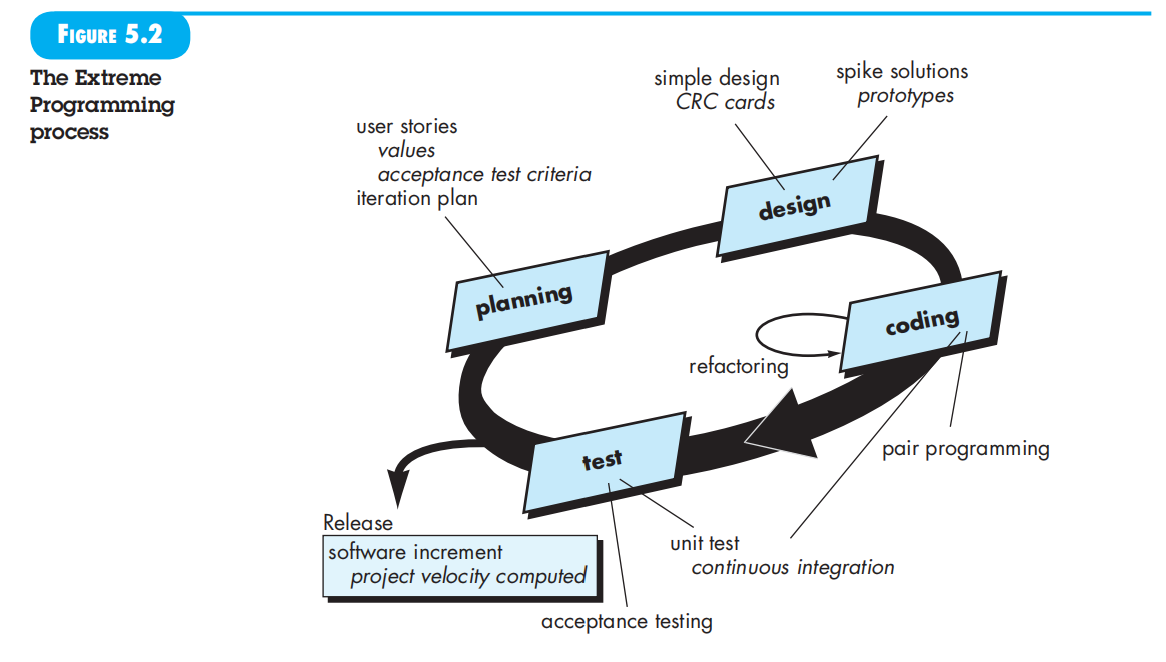 FIGURE 5.2
The Extreme
Programming
process
simple design
CRC cards
spike solutions
prototypes
user stories
values
acceptance test criteria
iteration plan
design
planning
coding
refactoring
pair programming
test
Release
software increment
project velocity computed
unit test
continuous integration
acceptance testing